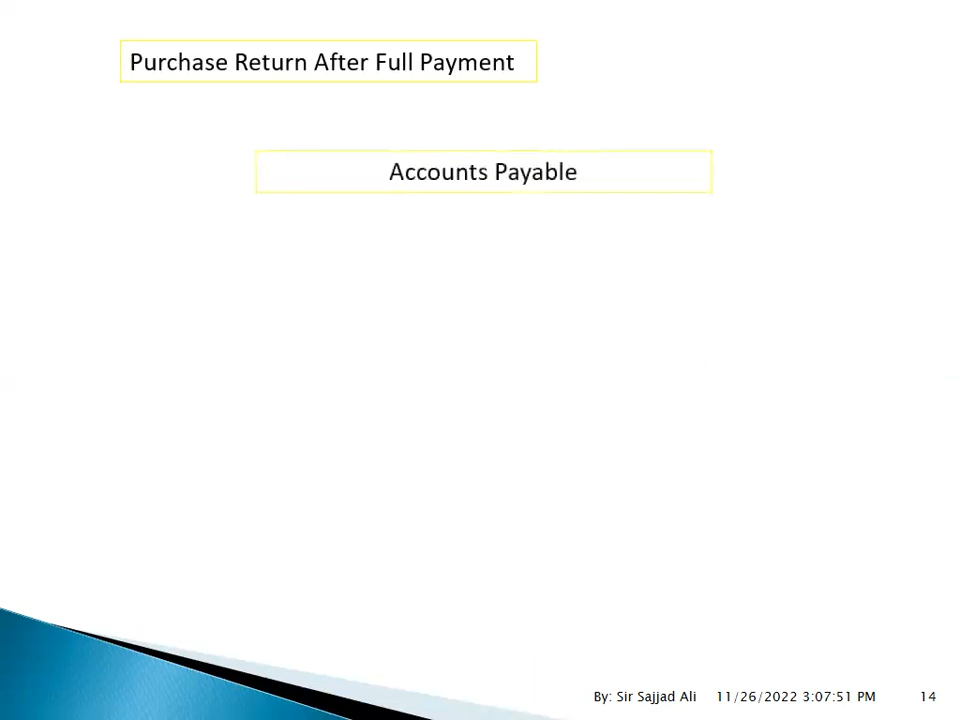 Purchase Return After Full Payment
Accounts Payable
By: Sir Sajjad Ali 11/26/2022 3:07:51 PM 14